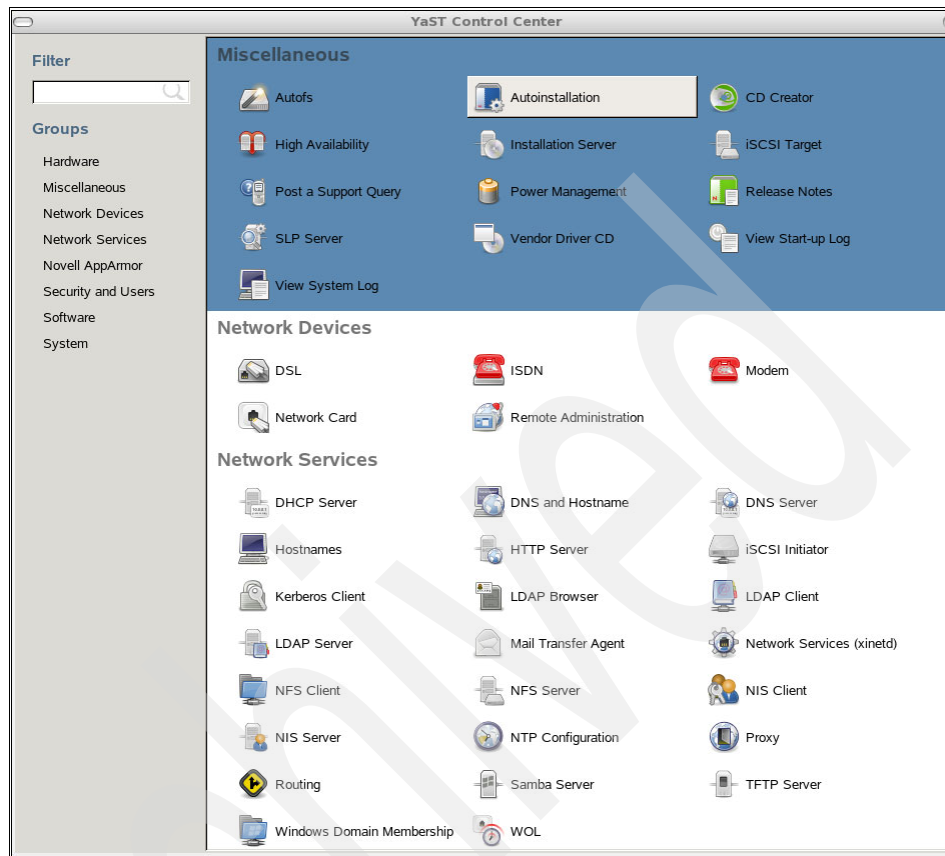 YaST Control Center
Filter
Groups
Hardware
Miscellaneous
Network Devices
Network Services
Novell AppArmor
Security and Users
Software
System
Miscellaneous
Autofs
Autoinstallation
CD Creator
High Availability
Installation Server
iSCSI Target
Post a Support Query
Power Management
Release Notes
SLP Server
Vendor Driver CD
View Start-up Log
View System Log
Network Devices
DSL
ISDN
Modem
Network Card
Remote Administration
Network Services
DHCP Server
DNS and Hostname
DNS Server
Hostnames
HTTP Server
iSCSI Initiator
Kerberos Client
LDAP Browser
LDAP Client
LDAP Server
Mail Transfer Agent
Network Services (xinetd)
NFS Client
NFS Server
NIS Client
NIS Server
NTP Configuration
Proxy
Routing
Samba Server
TFTP Server
Windows Domain Membership
WOL